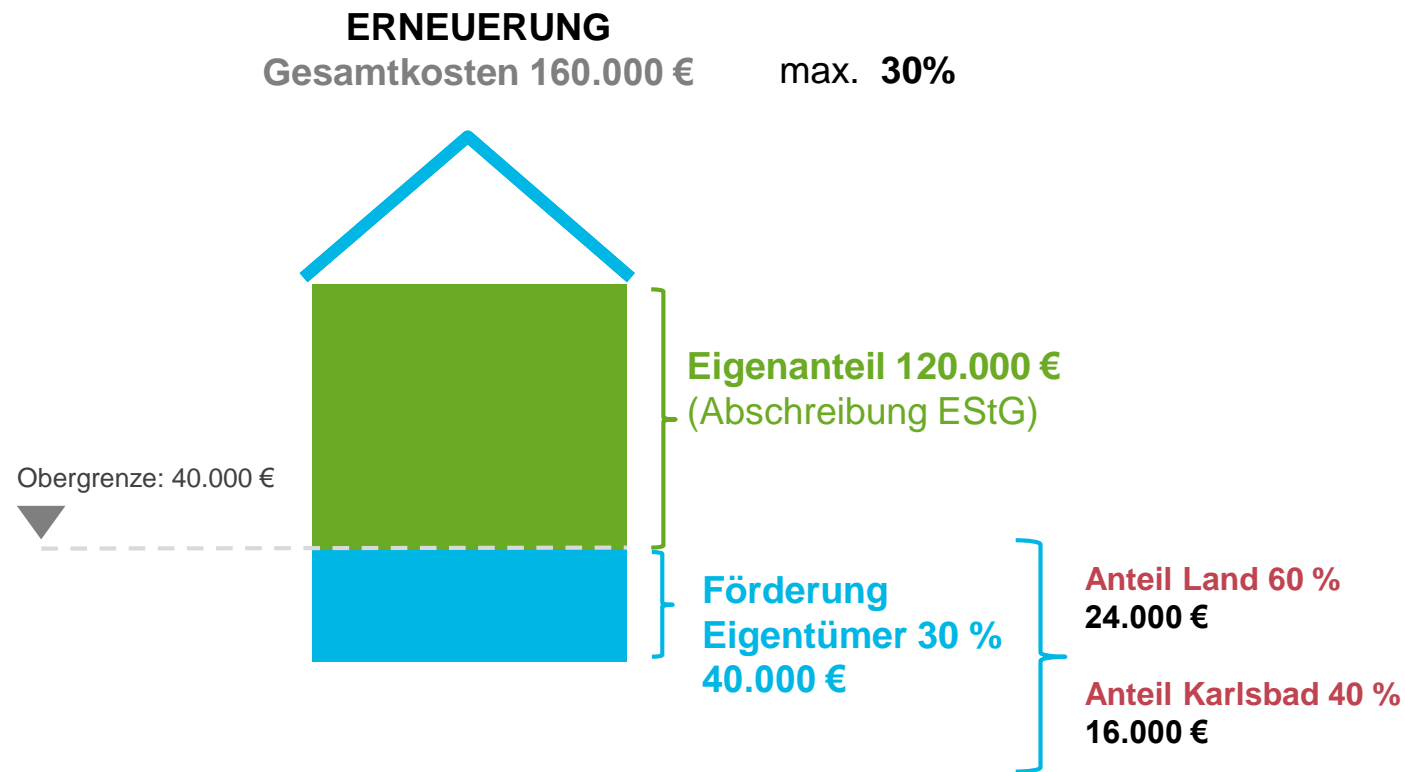 ERNEUERUNG
Gesamtkosten 160.000 € max. 30%
Eigenanteil 120.000 €
(Abschreibung EStG)
Obergrenze: 40.000 €
Förderung
Eigentümer 30 %
40.000 €
Anteil Land 60 %
24.000 €
Anteil Karlsbad 40 %
16.000 €